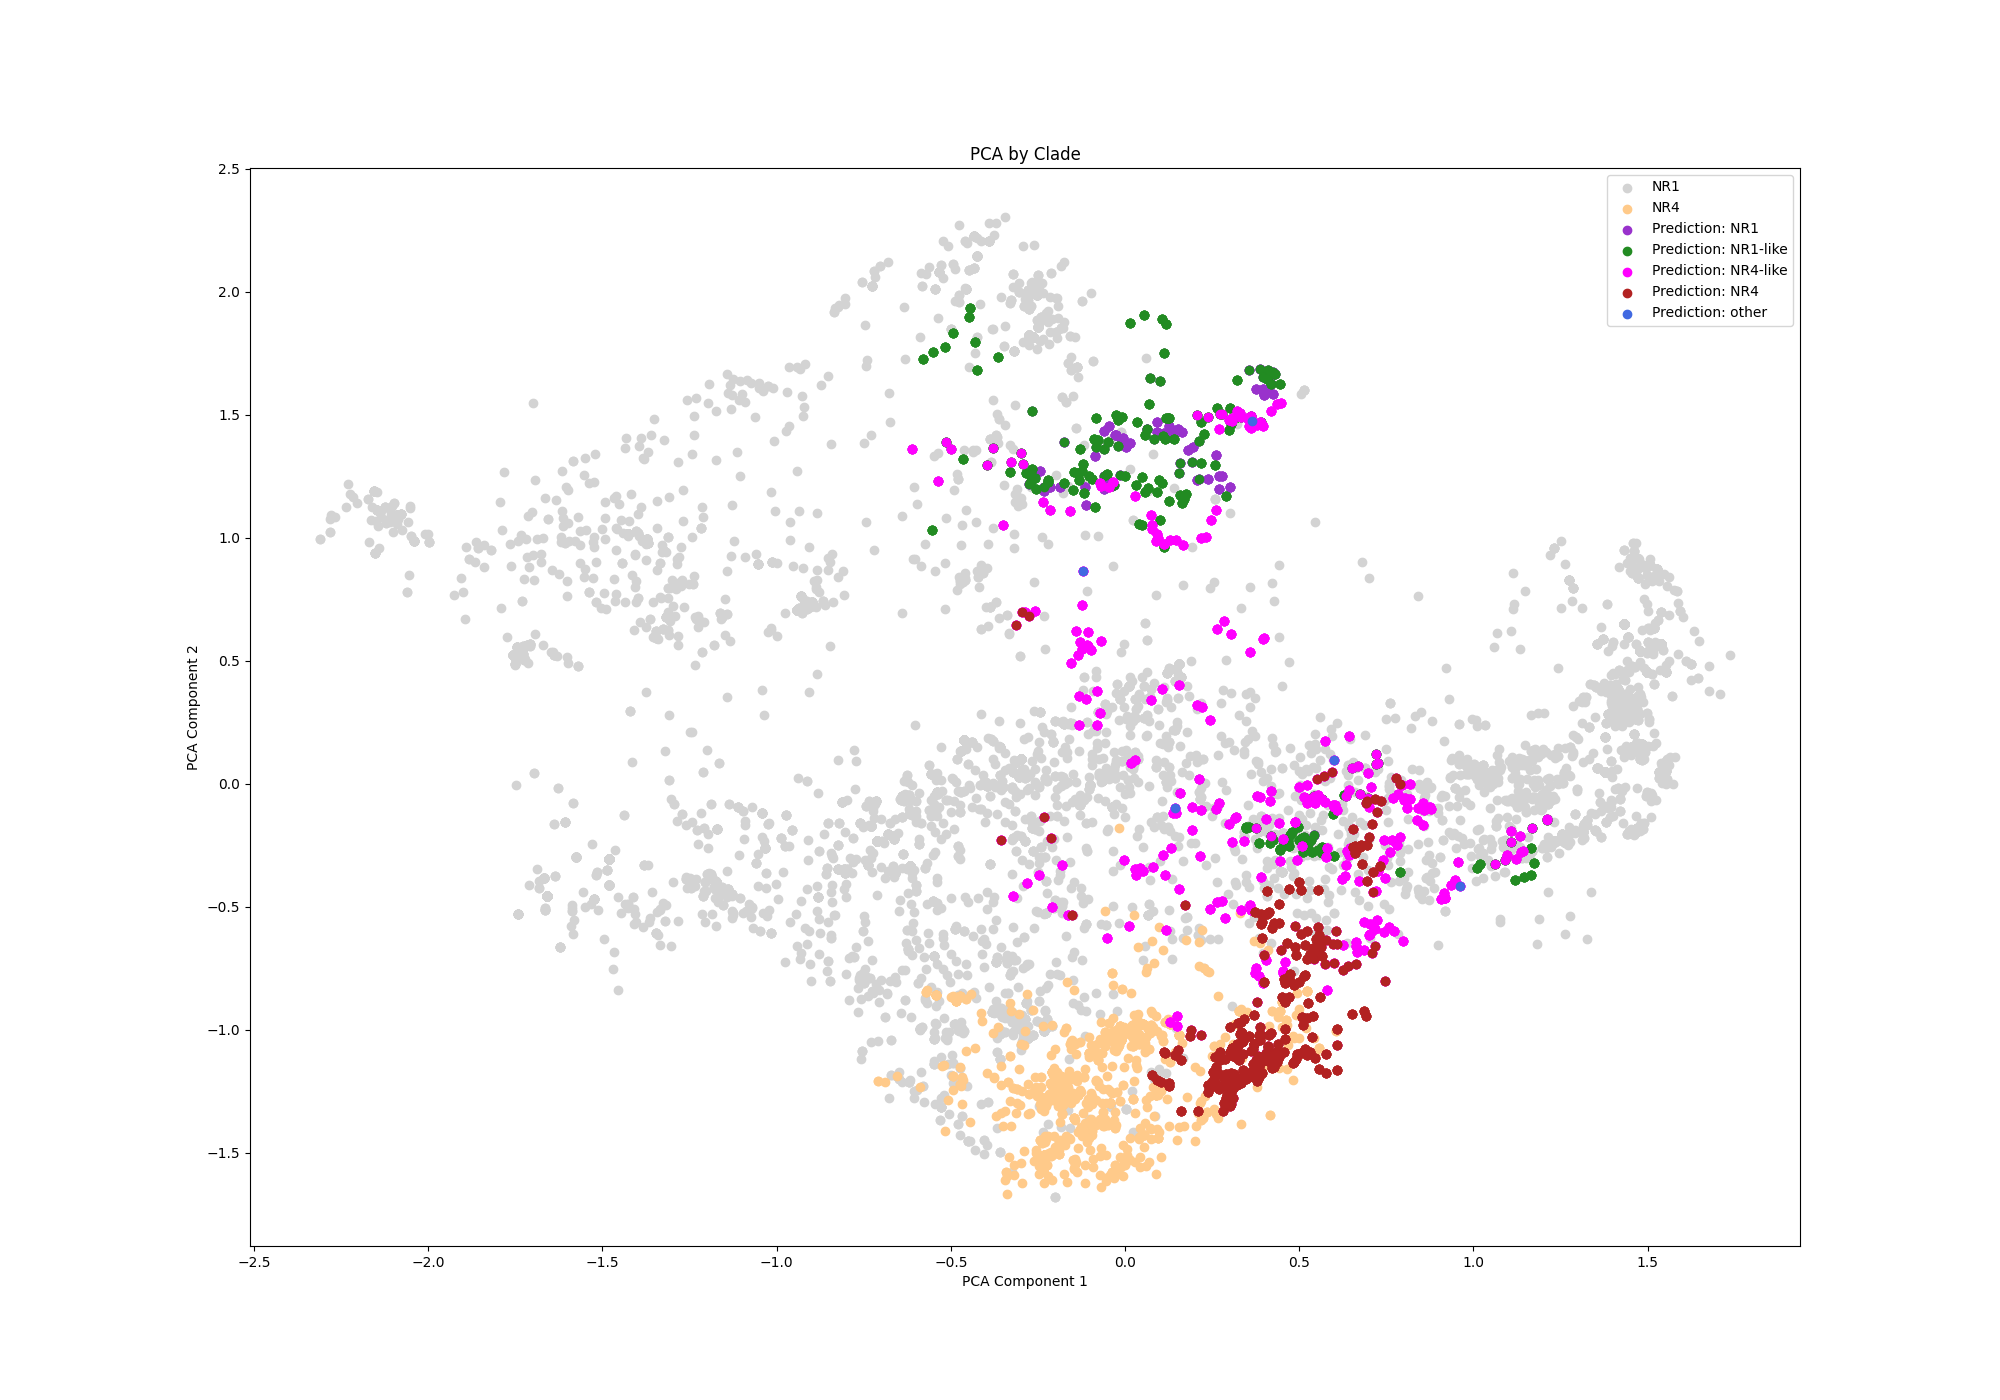 PCA by Clade
2.5
2.0
1.5
1.0
0.5
0.0
−0.5
−1.0
−1.5
PCA Component 2
NR1
NR4
Prediction: NR1
Prediction: NR1-like
Prediction: NR4-like
Prediction: NR4
Prediction: other
−2.5 −2.0 −1.5 −1.0 −0.5 0.0 0.5 1.0 1.5
PCA Component 1